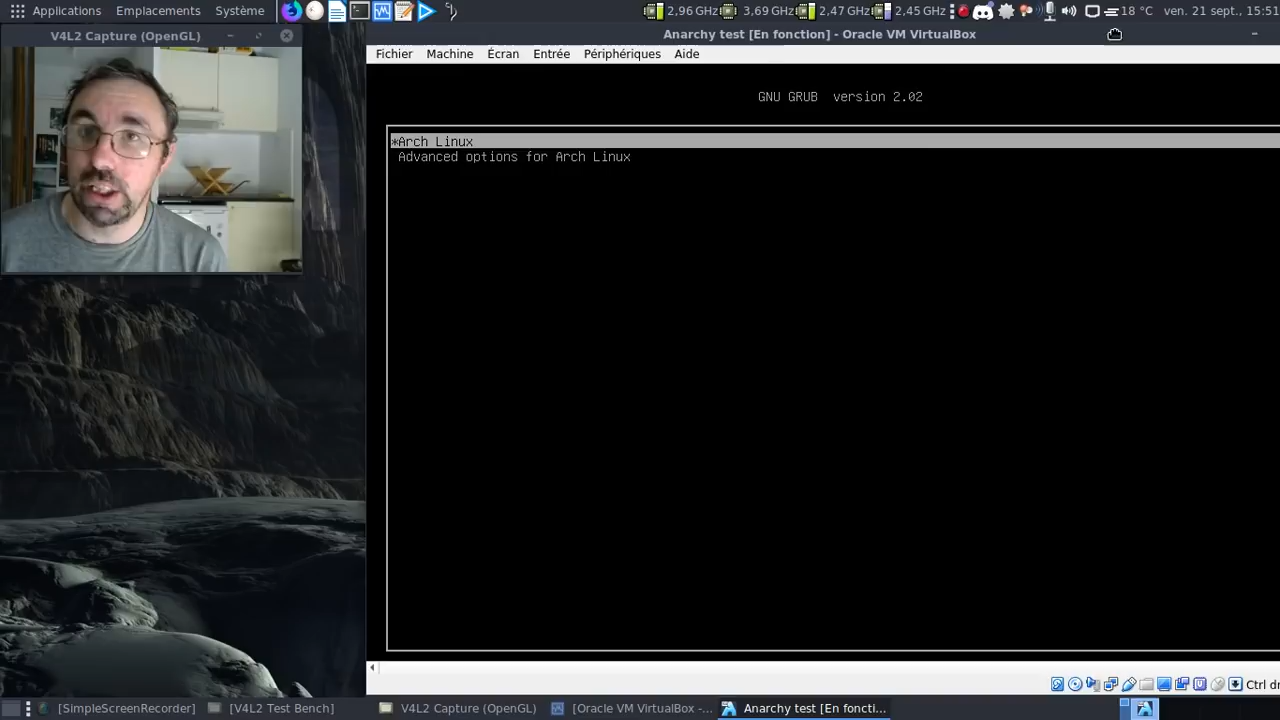 Applications Emplacements Système
2,96 GHz 3,69 GHz 2,47 GHz 2,45 GHz 18 °C ven. 21 sept., 15:51
V4L2 Capture (OpenGL)
Anarchy test [En fonction] - Oracle VM VirtualBox
Fichier Machine Écran Entrée Périphériques Aide
GNU GRUB version 2.02
*Arch Linux
Advanced options for Arch Linux
Ctrl dr
[SimpleScreenRecorder] [V4L2 Test Bench] V4L2 Capture (OpenGL) [Oracle VM VirtualBox -... Anarchy test [En foncti...